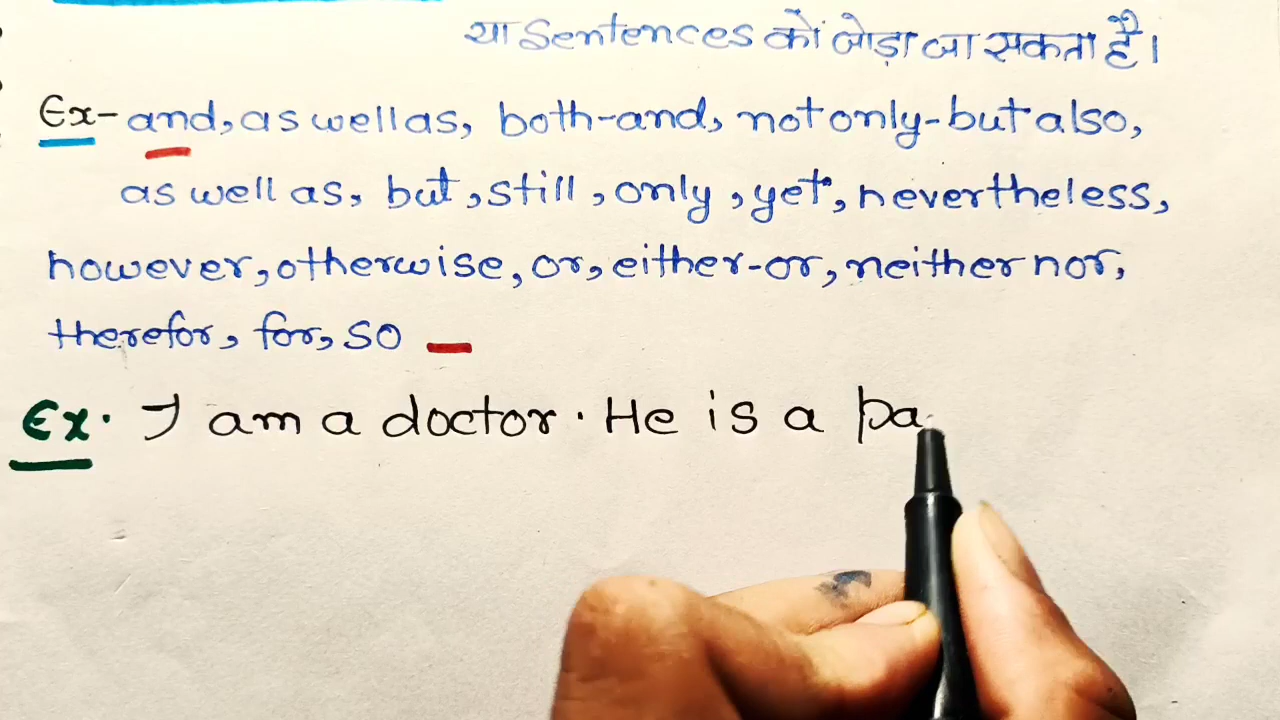 या Sentences को जोड़ा जा सकता है।
Ex- and, as well as, both-and, not only-but also,
as well as, but, still, only, yet, nevertheless,
however, otherwise, or, either-or, neither nor,
therefor, for, so
Ex. I am a doctor. He is a pa